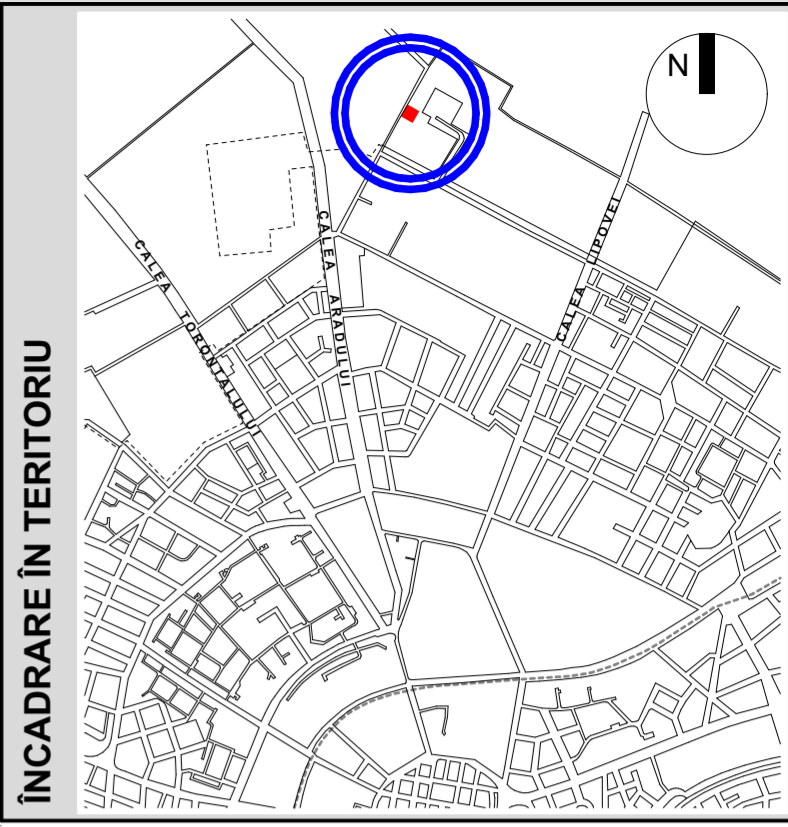 ÎNCADRARE ÎN TERITORIU
N
CALEA TORONTALULUI
CALEA ARADULUI
CALEA LIPOVEI